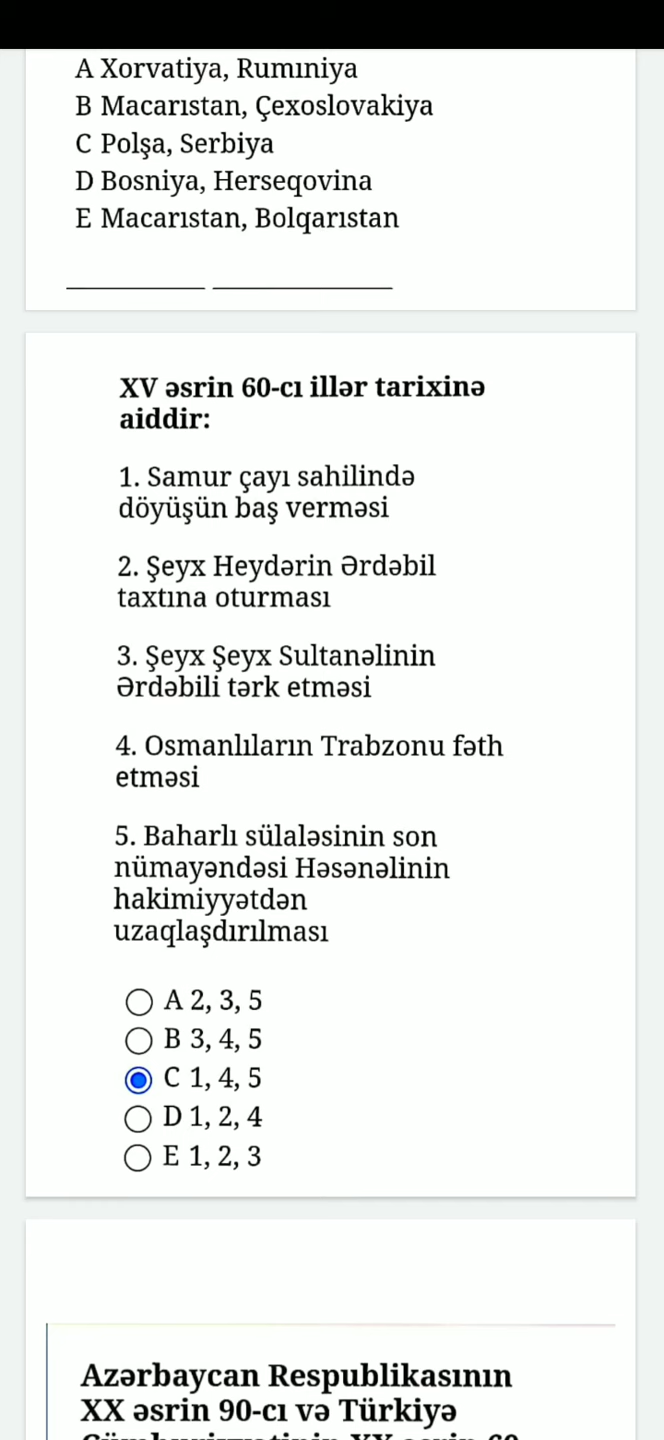 A Xorvatiya, Rumıniya
B Macarıstan, Çexoslovakiya
C Polşa, Serbiya
D Bosniya, Herseqovina
E Macarıstan, Bolqarıstan
XV əsrin 60-cı illər tarixinə
aiddir:
1. Samur çayı sahilində
döyüşün baş verməsi
2. Şeyx Heydərin Ərdəbil
taxtına oturması
3. Şeyx Şeyx Sultanəlinin
Ərdəbili tərk etməsi
4. Osmanlıların Trabzonu fəth
etməsi
5. Baharlı sülaləsinin son
nümayəndəsi Həsənəlinin
hakimiyyətdən
uzaqlaşdırılması
A 2, 3, 5
B 3, 4, 5
C 1, 4, 5
D 1, 2, 4
E 1, 2, 3
Azərbaycan Respublikasının
XX əsrin 90-cı və Türkiyə